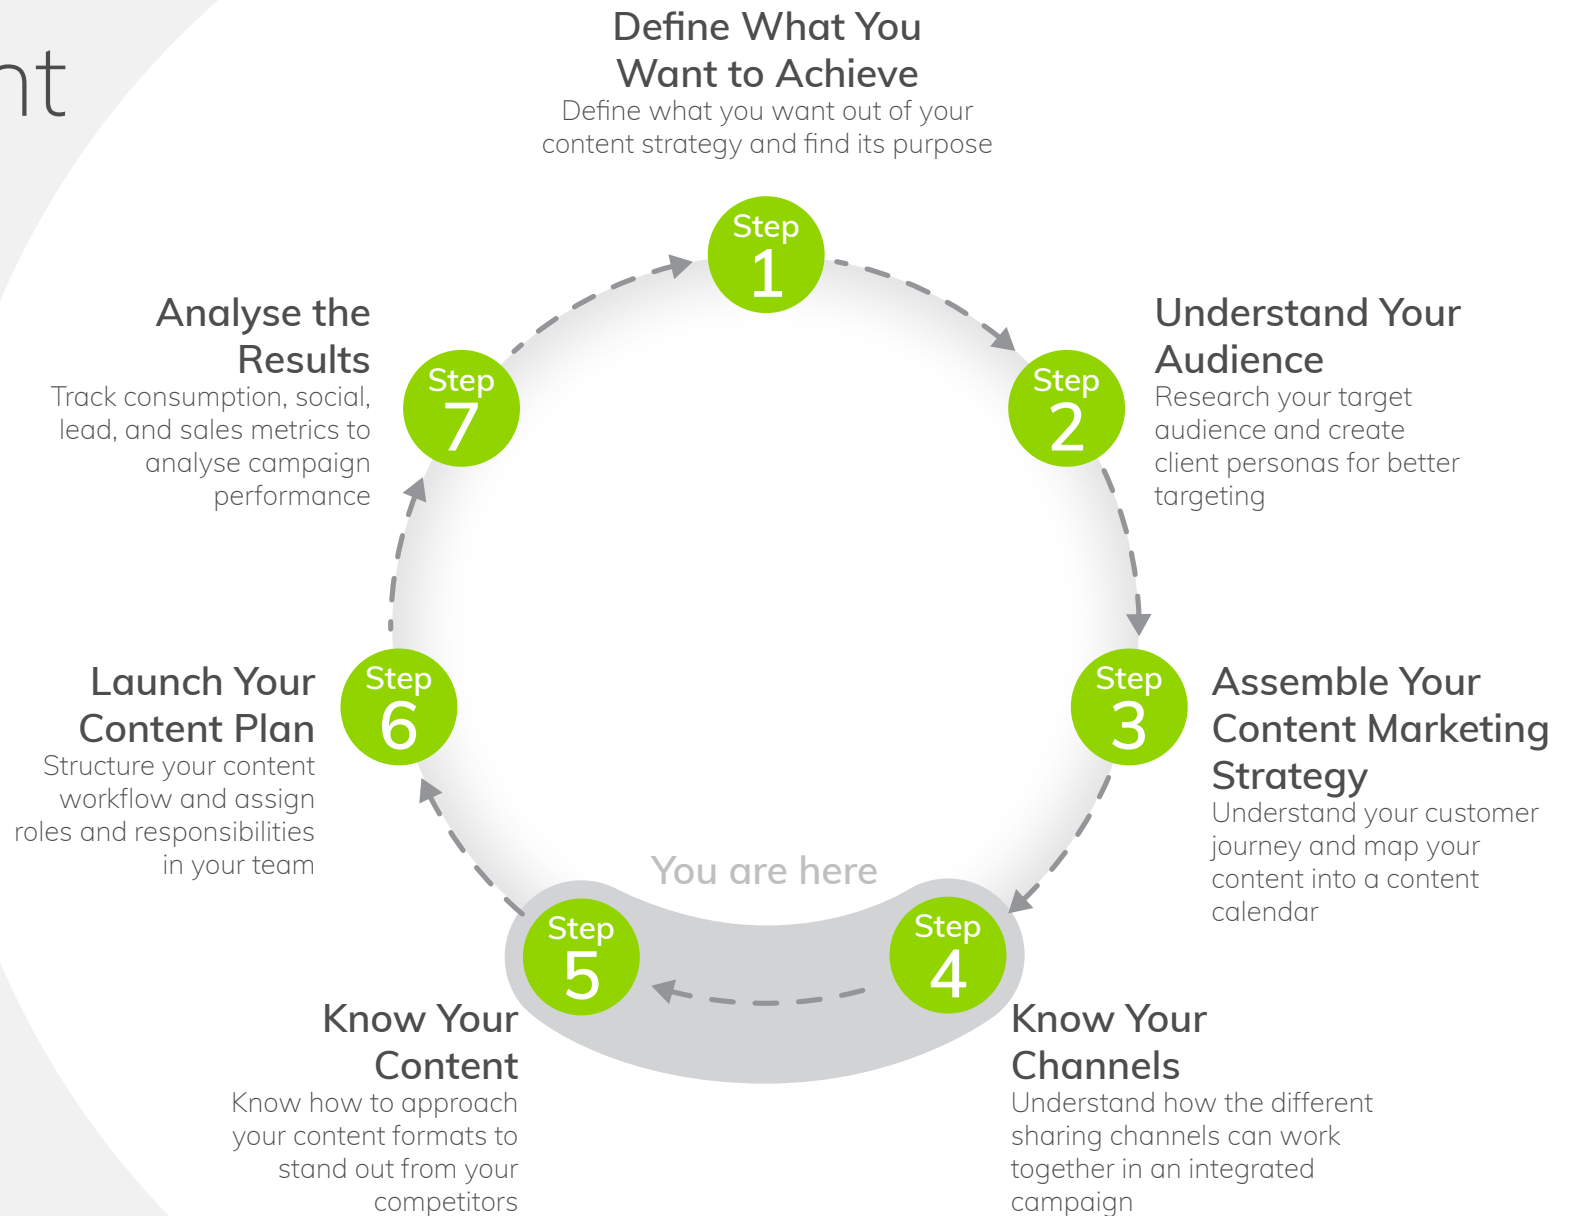 nt
Define What You
Want to Achieve
Define what you want out of your
content strategy and find its purpose
Step
1
Understand Your
Audience
Research your target
audience and create
client personas for better
targeting
Step
2
Assemble Your
Content Marketing
Strategy
Understand your customer
journey and map your
content into a content
calendar
Step
3
Know Your
Channels
Understand how the different
sharing channels can work
together in an integrated
campaign
Step
4
You are here
Step
5
Know Your
Content
Know how to approach
your content formats to
stand out from your
competitors
Step
6
Launch Your
Content Plan
Structure your content
workflow and assign
roles and responsibilities
in your team
Step
7
Analyse the
Results
Track consumption, social,
lead, and sales metrics to
analyse campaign
performance